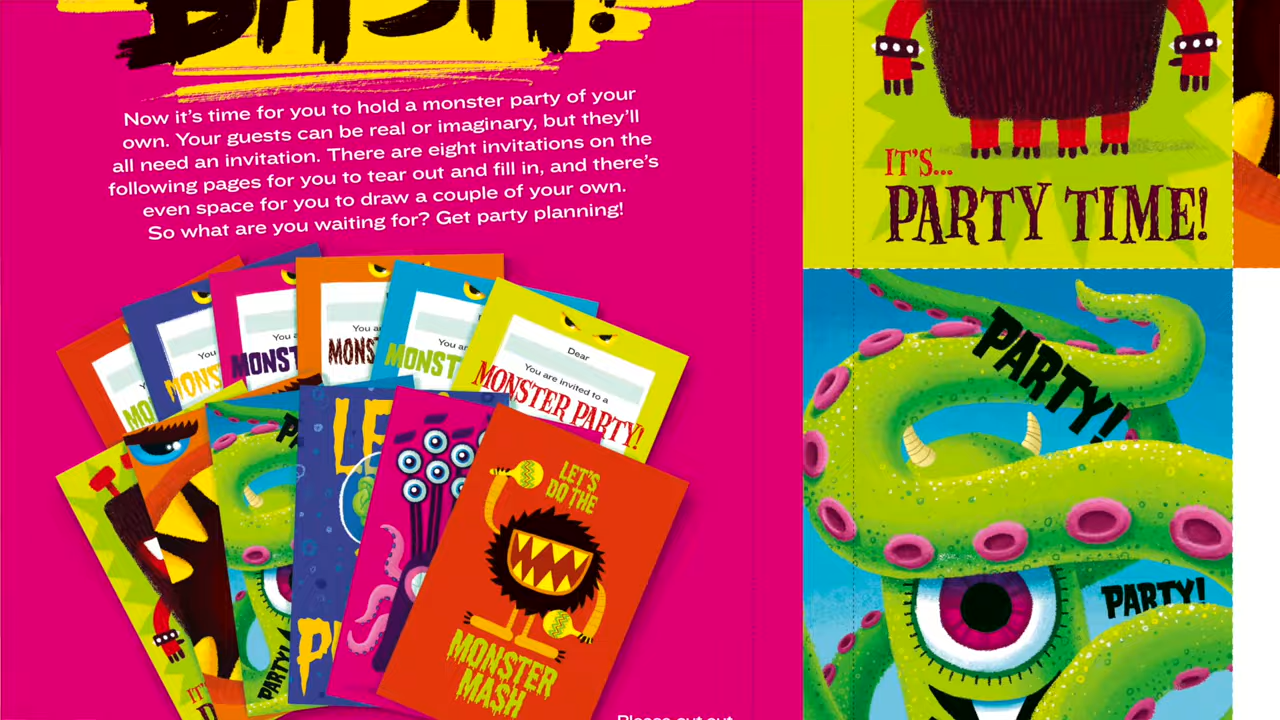 BASH!
Now it's time for you to hold a monster party of your
own. Your guests can be real or imaginary, but they'll
all need an invitation. There are eight invitations on the
following pages for you to tear out and fill in, and there's
even space for you to draw a couple of your own.
So what are you waiting for? Get party planning!
Dear
You are invited to a
MONSTER PARTY!
LET'S
DO THE
MONSTER
MASH
PARTY!
IT'S...
PARTY TIME!
PARTY!
PARTY!